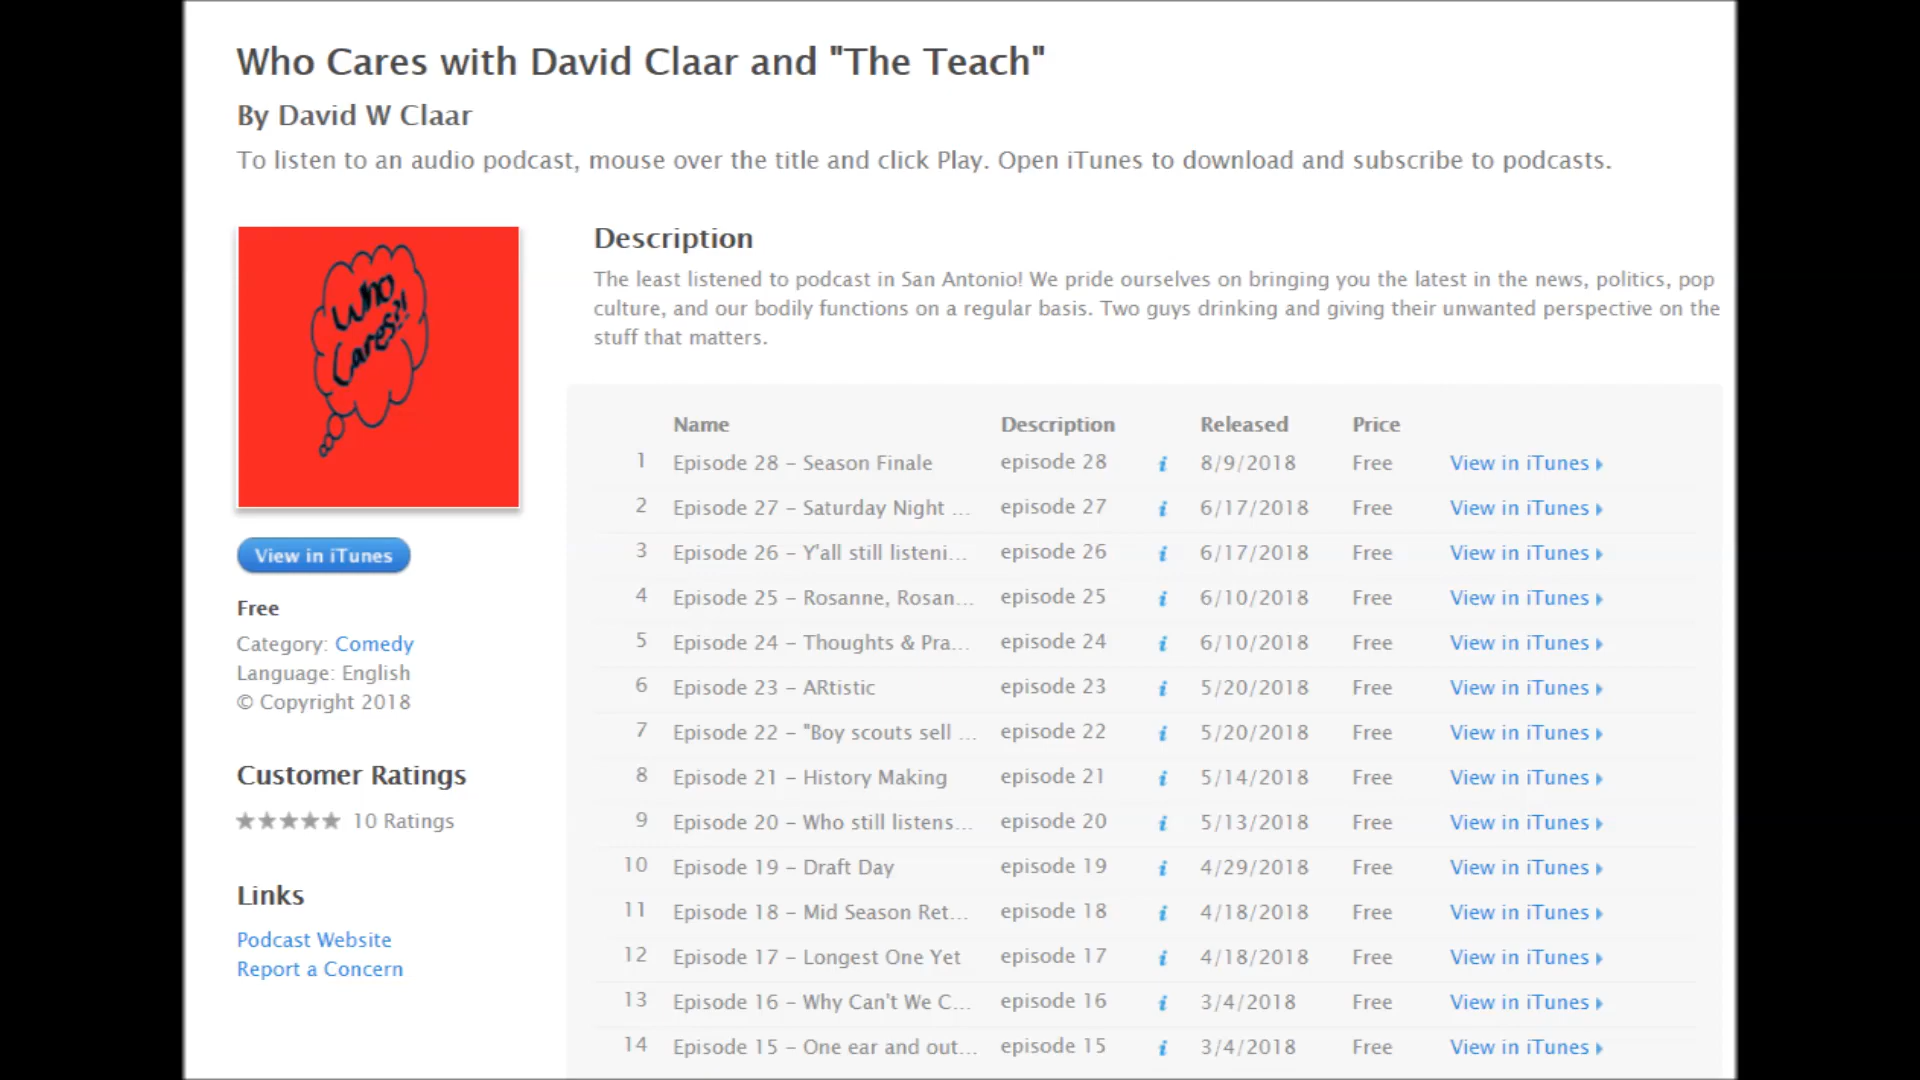 Who Cares with David Claar and "The Teach"
By David W Claar
To listen to an audio podcast, mouse over the title and click Play. Open iTunes to download and subscribe to podcasts.
Who
Cares?!
View in iTunes
Free
Category: Comedy
Language: English
© Copyright 2018
Customer Ratings
★★★★★ 10 Ratings
Links
Podcast Website
Report a Concern
Description
The least listened to podcast in San Antonio! We pride ourselves on bringing you the latest in the news, politics, pop
culture, and our bodily functions on a regular basis. Two guys drinking and giving their unwanted perspective on the
stuff that matters.
Name Description Released Price
1 Episode 28 – Season Finale episode 28 i 8/9/2018 Free View in iTunes
2 Episode 27 – Saturday Night ... episode 27 i 6/17/2018 Free View in iTunes
3 Episode 26 – Y'all still listeni... episode 26 i 6/17/2018 Free View in iTunes
4 Episode 25 – Rosanne, Rosan... episode 25 i 6/10/2018 Free View in iTunes
5 Episode 24 – Thoughts & Pra... episode 24 i 6/10/2018 Free View in iTunes
6 Episode 23 – ARtistic episode 23 i 5/20/2018 Free View in iTunes
7 Episode 22 – "Boy scouts sell ... episode 22 i 5/20/2018 Free View in iTunes
8 Episode 21 – History Making episode 21 i 5/14/2018 Free View in iTunes
9 Episode 20 – Who still listens... episode 20 i 5/13/2018 Free View in iTunes
10 Episode 19 – Draft Day episode 19 i 4/29/2018 Free View in iTunes
11 Episode 18 – Mid Season Ret... episode 18 i 4/18/2018 Free View in iTunes
12 Episode 17 – Longest One Yet episode 17 i 4/18/2018 Free View in iTunes
13 Episode 16 – Why Can't We C... episode 16 i 3/4/2018 Free View in iTunes
14 Episode 15 – One ear and out... episode 15 i 3/4/2018 Free View in iTunes